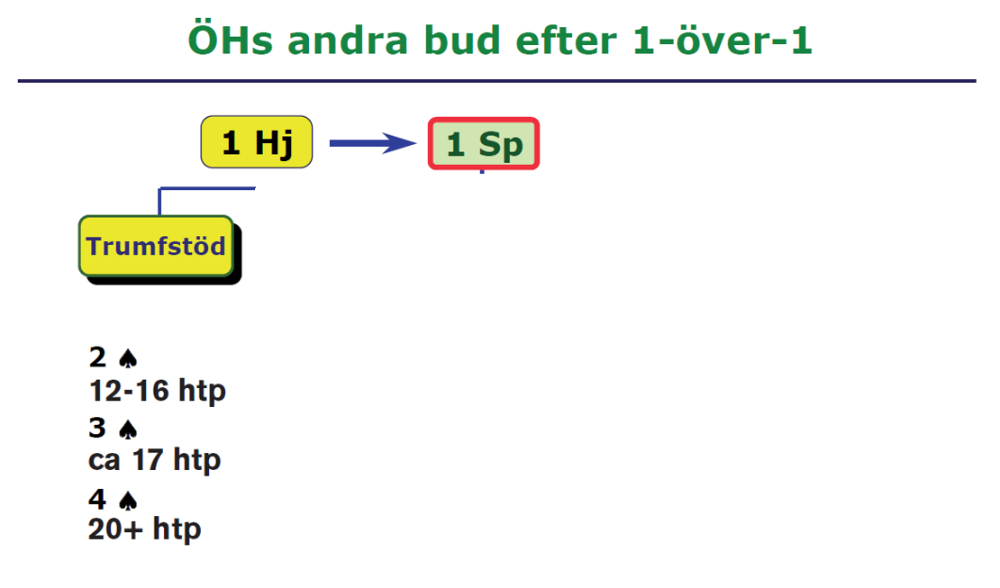 ÖHs andra bud efter 1-över-1
1 Hj
1 Sp
Trumfstöd
2 ♠
12-16 htp
3 ♠
ca 17 htp
4 ♠
20+ htp